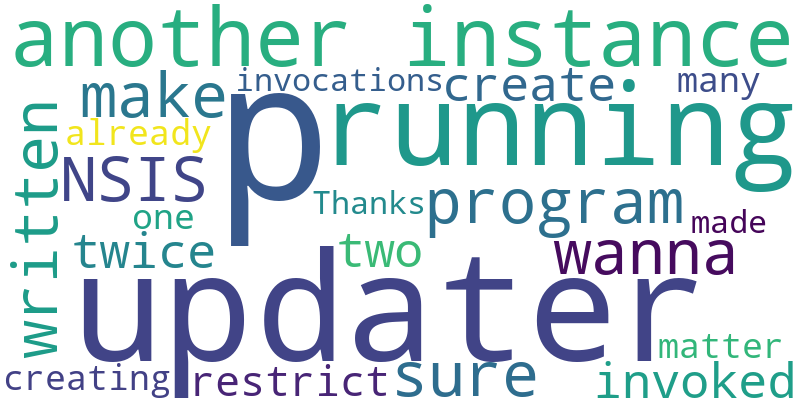 another instance
make
invocations
create
many
p
running
already
written
NSIS
one
Thanks
program
made
twice
two
wanna
updater
matter
creating
restrict
sure
invoked